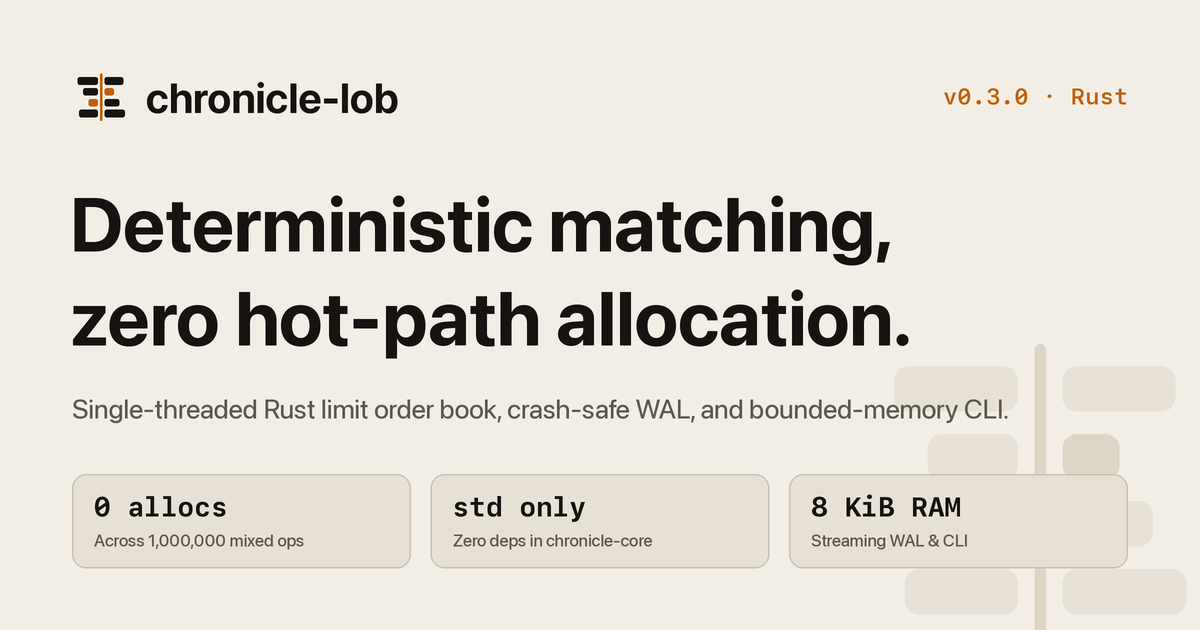 chronicle-lob
v0.3.0 · Rust
Deterministic matching,
zero hot-path allocation.
Single-threaded Rust limit order book, crash-safe WAL, and bounded-memory CLI.
0 allocs
Across 1,000,000 mixed ops
std only
Zero deps in chronicle-core
8 KiB RAM
Streaming WAL & CLI